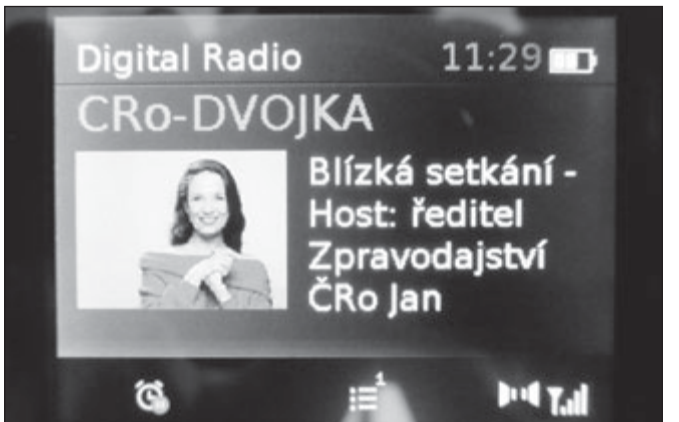 Digital Radio 11:29
CRo-DVOJKA
Blízká setkání -
Host: ředitel
Zpravodajství
ČRo Jan
1